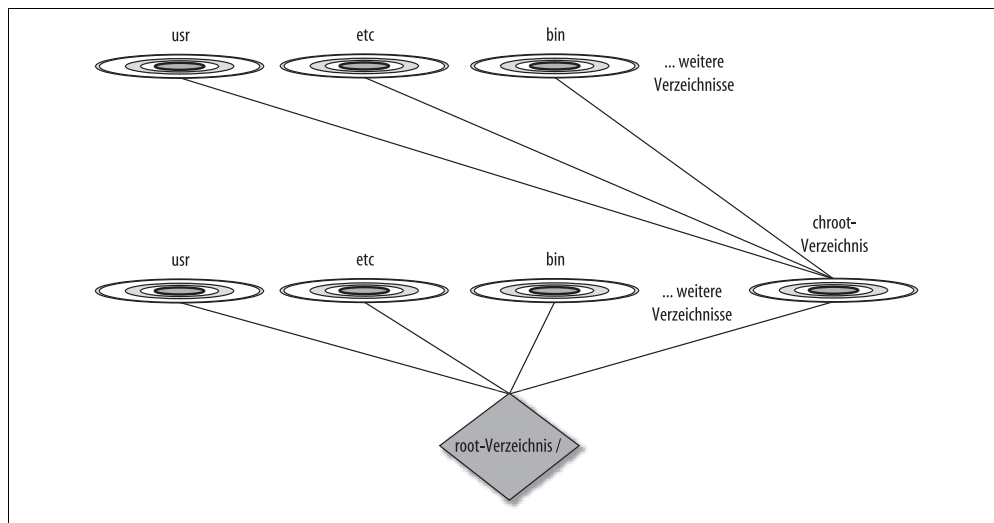 usr
etc
bin
... weitere
Verzeichnisse
chroot-
Verzeichnis
usr
etc
bin
... weitere
Verzeichnisse
root-Verzeichnis /